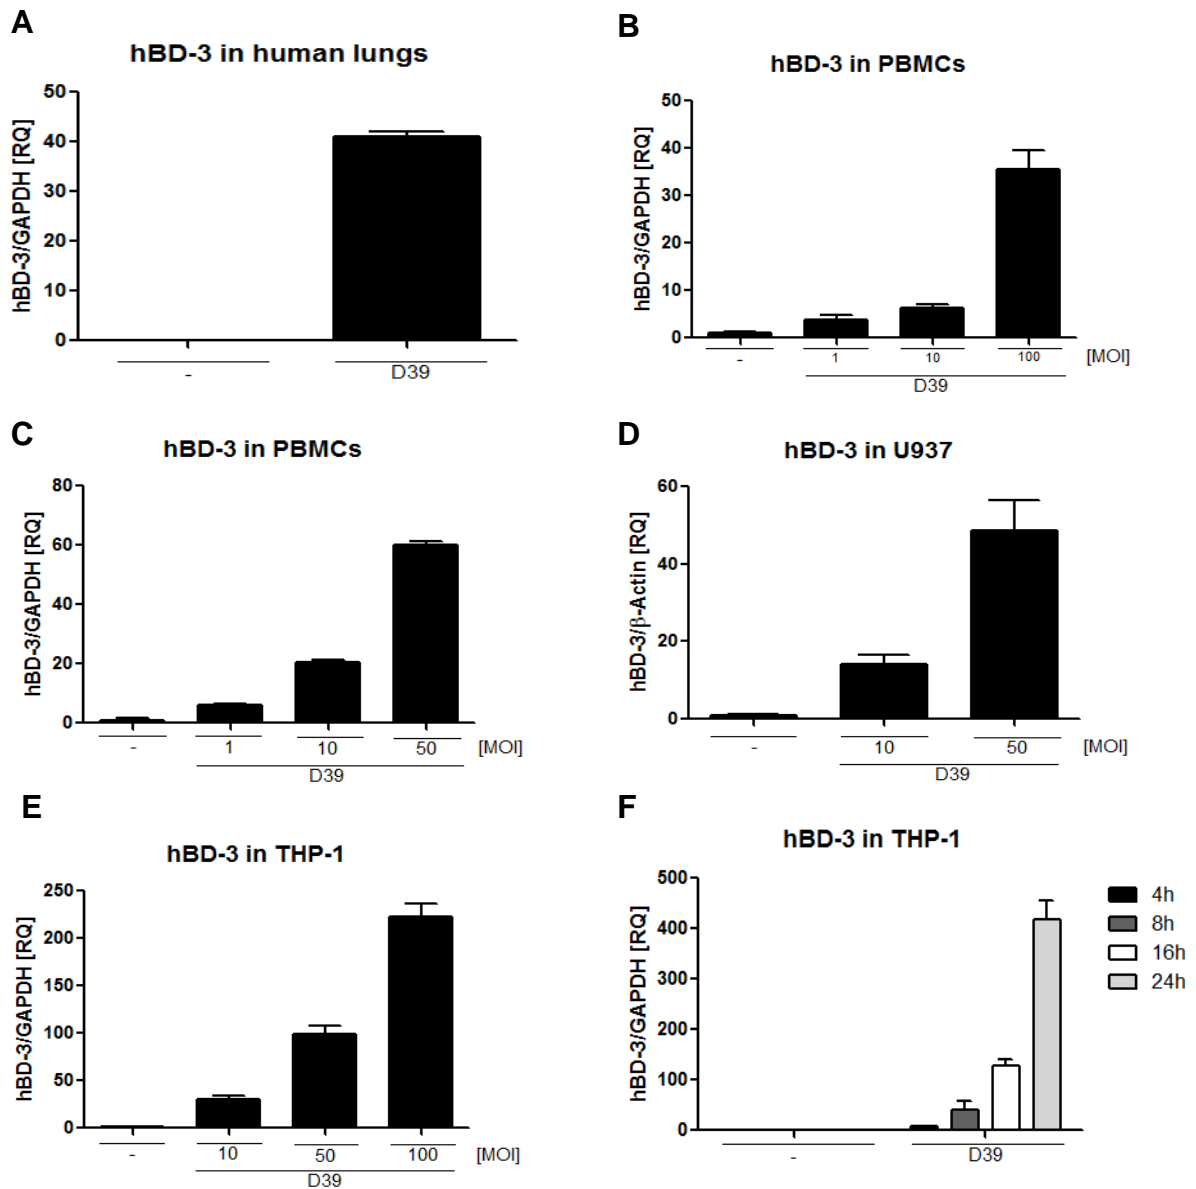 A
hBD-3 in human lungs
hBD-3/GAPDH [RQ]
50
40
30
20
10
0
-
D39
B
hBD-3 in PBMCs
hBD-3/GAPDH [RQ]
50
40
30
20
10
0
- 1 10 100 [MOI]
D39
C
hBD-3 in PBMCs
hBD-3/GAPDH [RQ]
80
60
40
20
0
- 1 10 50 [MOI]
D39
D
hBD-3 in U937
hBD-3/β-Actin [RQ]
60
40
20
0
- 10 50 [MOI]
D39
E
hBD-3 in THP-1
hBD-3/GAPDH [RQ]
250
200
150
100
50
0
- 10 50 100 [MOI]
D39
F
hBD-3 in THP-1
hBD-3/GAPDH [RQ]
500
400
300
200
100
0
- D39
4h
8h
16h
24h